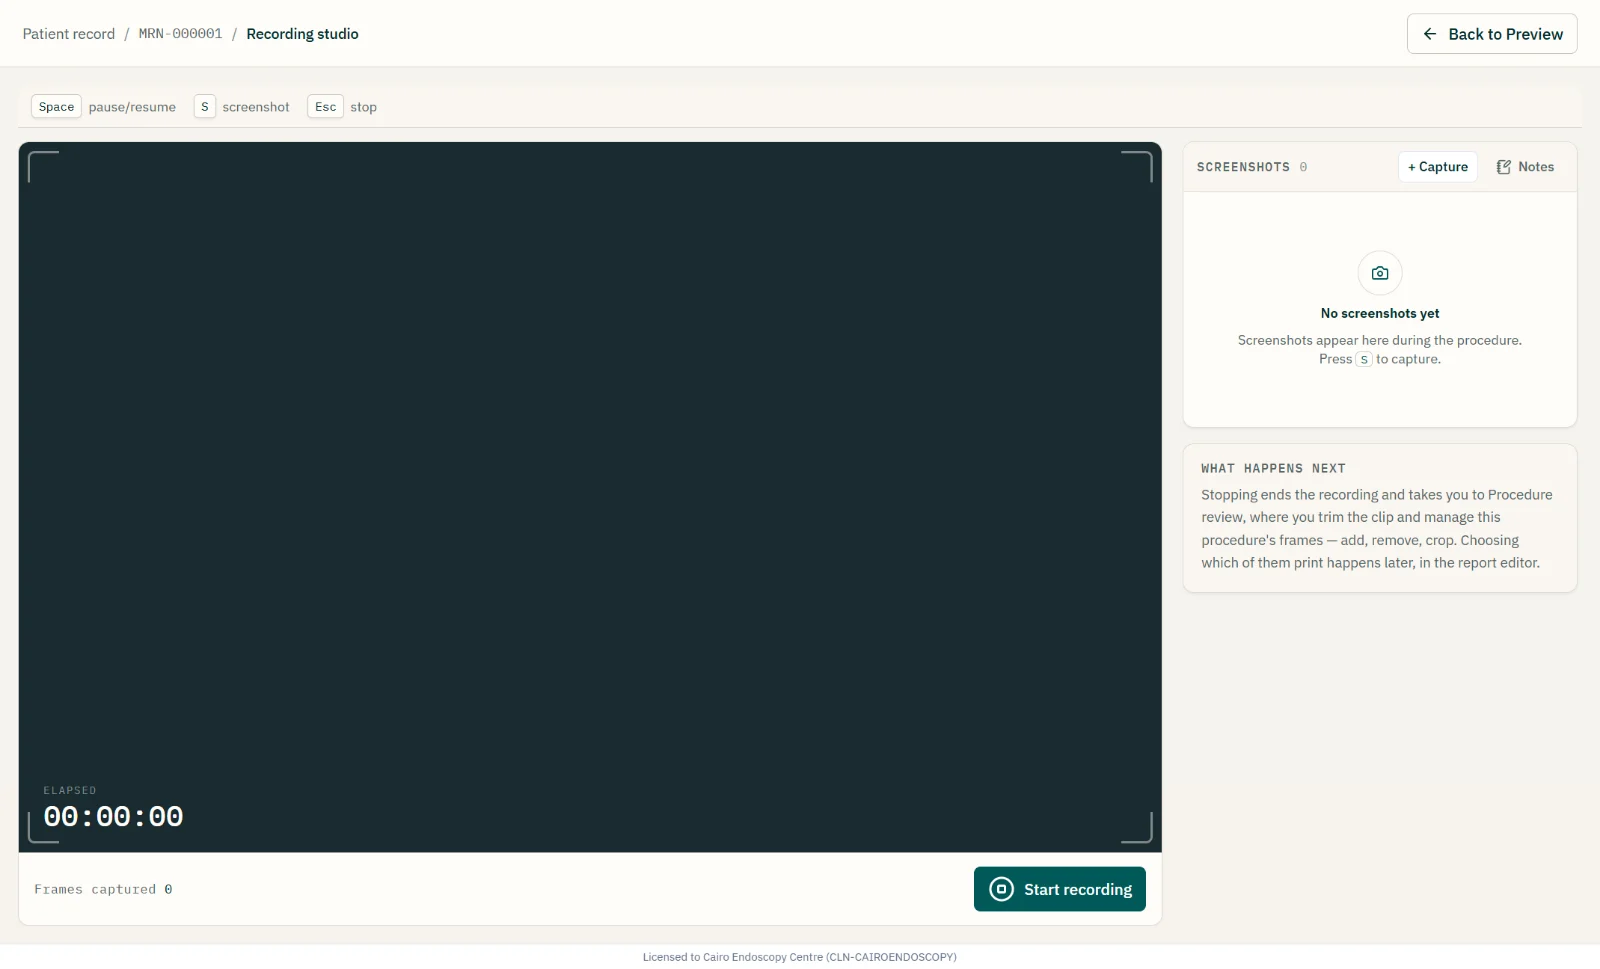 Patient record / MRN-000001 / Recording studio
Back to Preview
Space pause/resume S screenshot Esc stop
SCREENSHOTS 0
+ Capture
Notes
No screenshots yet
Screenshots appear here during the procedure.
Press S to capture.
WHAT HAPPENS NEXT
Stopping ends the recording and takes you to Procedure
review, where you trim the clip and manage this
procedure's frames — add, remove, crop. Choosing
which of them print happens later, in the report editor.
ELAPSED
00:00:00
Frames captured 0
Start recording
Licensed to Cairo Endoscopy Centre (CLN-CAIROENDOSCOPY)